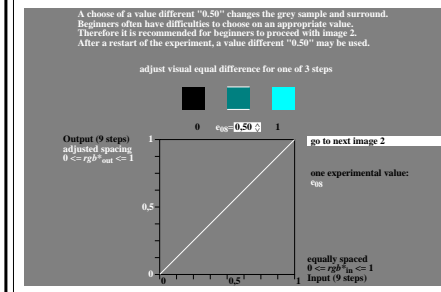 A choose of a value different "0.50" changes the grey sample and surround.
Beginners often have difficulties to choose on an appropriate value.
Therefore it is recommended for beginners to proceed with image 2.
After a restart of the experiment, a value different "0.50" may be used.
adjust visual equal difference for one of 3 steps
0 e0S=0,50 1
Output (9 steps)
adjusted spacing
0 <= rgb*out <= 1
1
go to next image 2
one experimental value:
e0S
0,5
equally spaced
0 <= rgb*in <= 1
Input (9 steps)
0
0 0,5 1